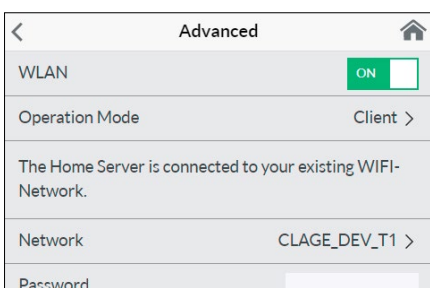 Advanced
WLAN ON
Operation Mode Client >
The Home Server is connected to your existing WIFI-
Network.
Network CLAGE_DEV_T1 >
Password